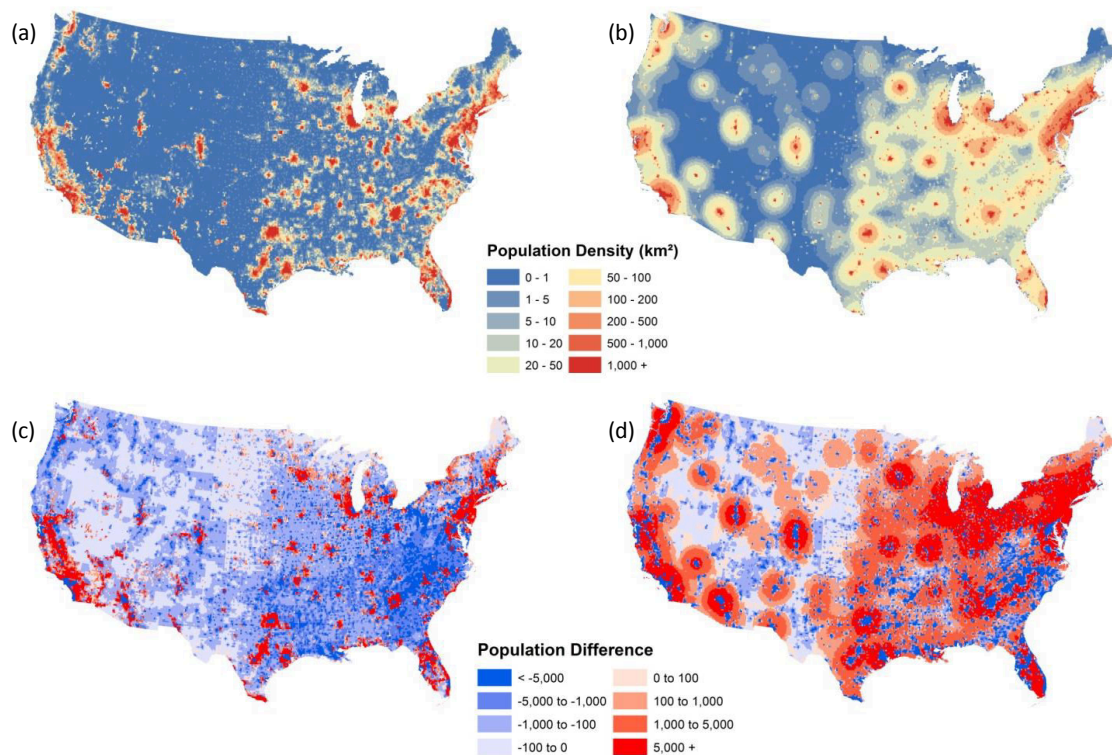 (a)
(b)
Population Density (km²)
0 - 1
50 - 100
1 - 5
100 - 200
5 - 10
200 - 500
10 - 20
500 - 1,000
20 - 50
1,000 +
(c)
(d)
Population Difference
< -5,000
0 to 100
-5,000 to -1,000
100 to 1,000
-1,000 to -100
1,000 to 5,000
-100 to 0
5,000 +